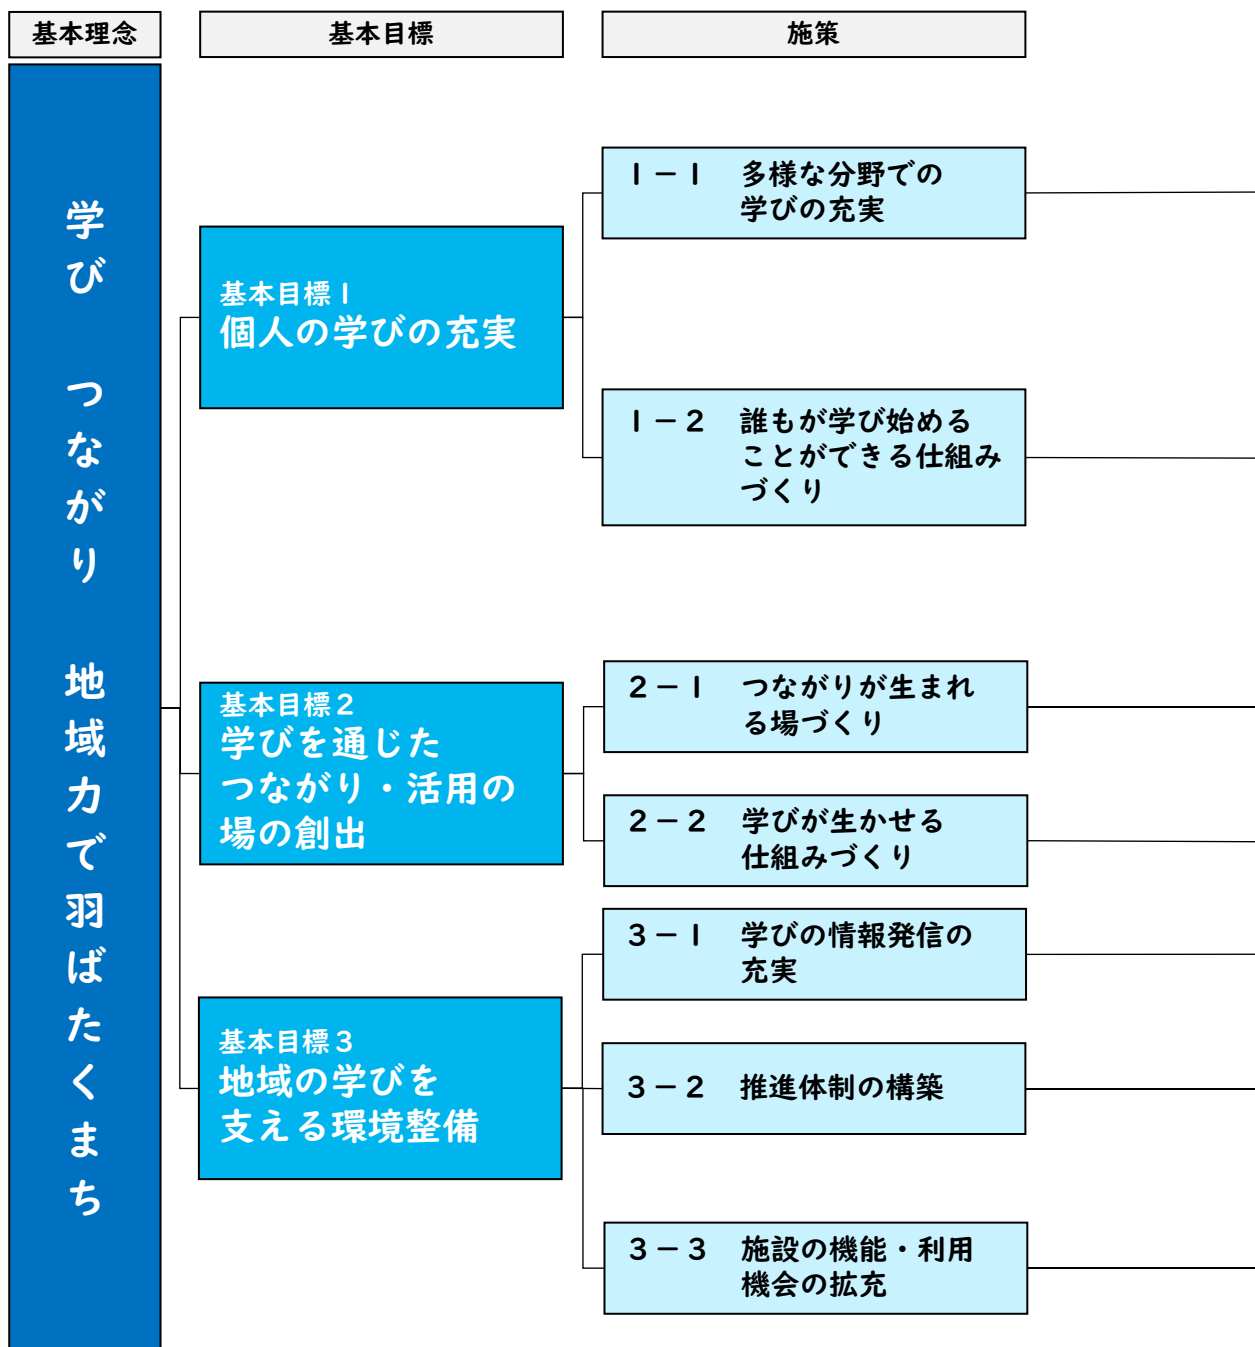 基本理念
基本目標
施策
学び つながり 地域力で羽ばたくまち
基本目標1
個人の学びの充実
1－1 多様な分野での
学びの充実
1－2 誰もが学び始める
ことができる仕組み
づくり
基本目標2
学びを通じた
つながり・活用の
場の創出
2－1 つながりが生まれ
る場づくり
2－2 学びが生かせる
仕組みづくり
基本目標3
地域の学びを
支える環境整備
3－1 学びの情報発信の
充実
3－2 推進体制の構築
3－3 施設の機能・利用
機会の拡充